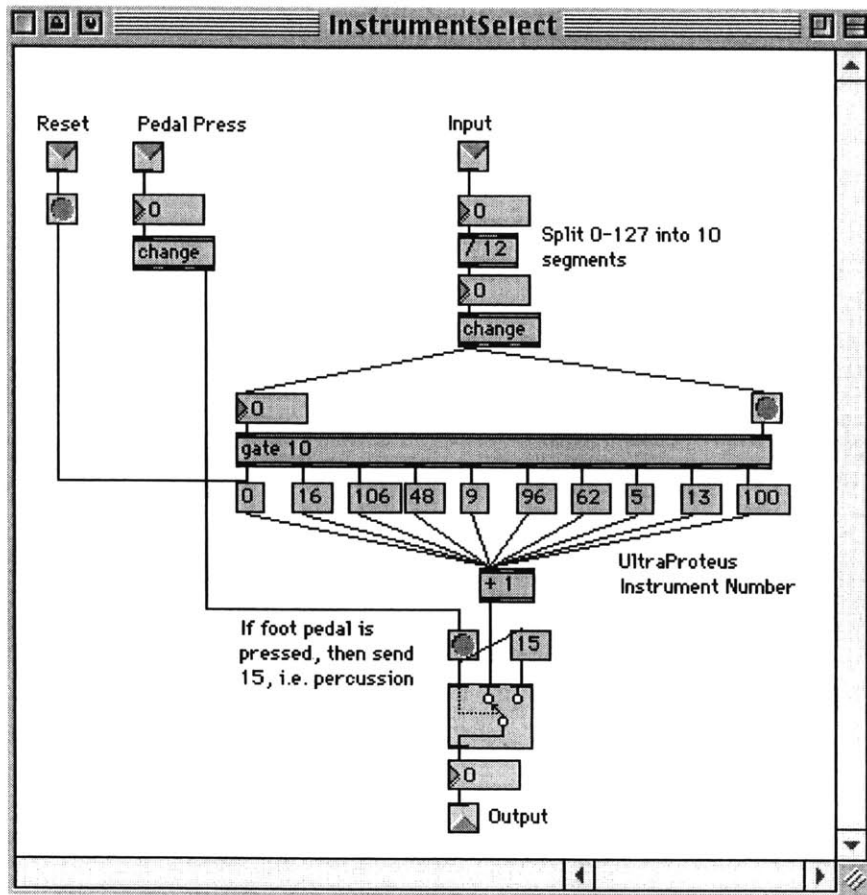 InstrumentSelect
Reset
Pedal Press
Input
0
0
change
/ 12
Split 0-127 into 10
segments
0
change
0
gate 10
0
16
106
48
9
96
62
5
13
100
+ 1
UltraProteus
Instrument Number
If foot pedal is
pressed, then send
15, i.e. percussion
15
0
Output